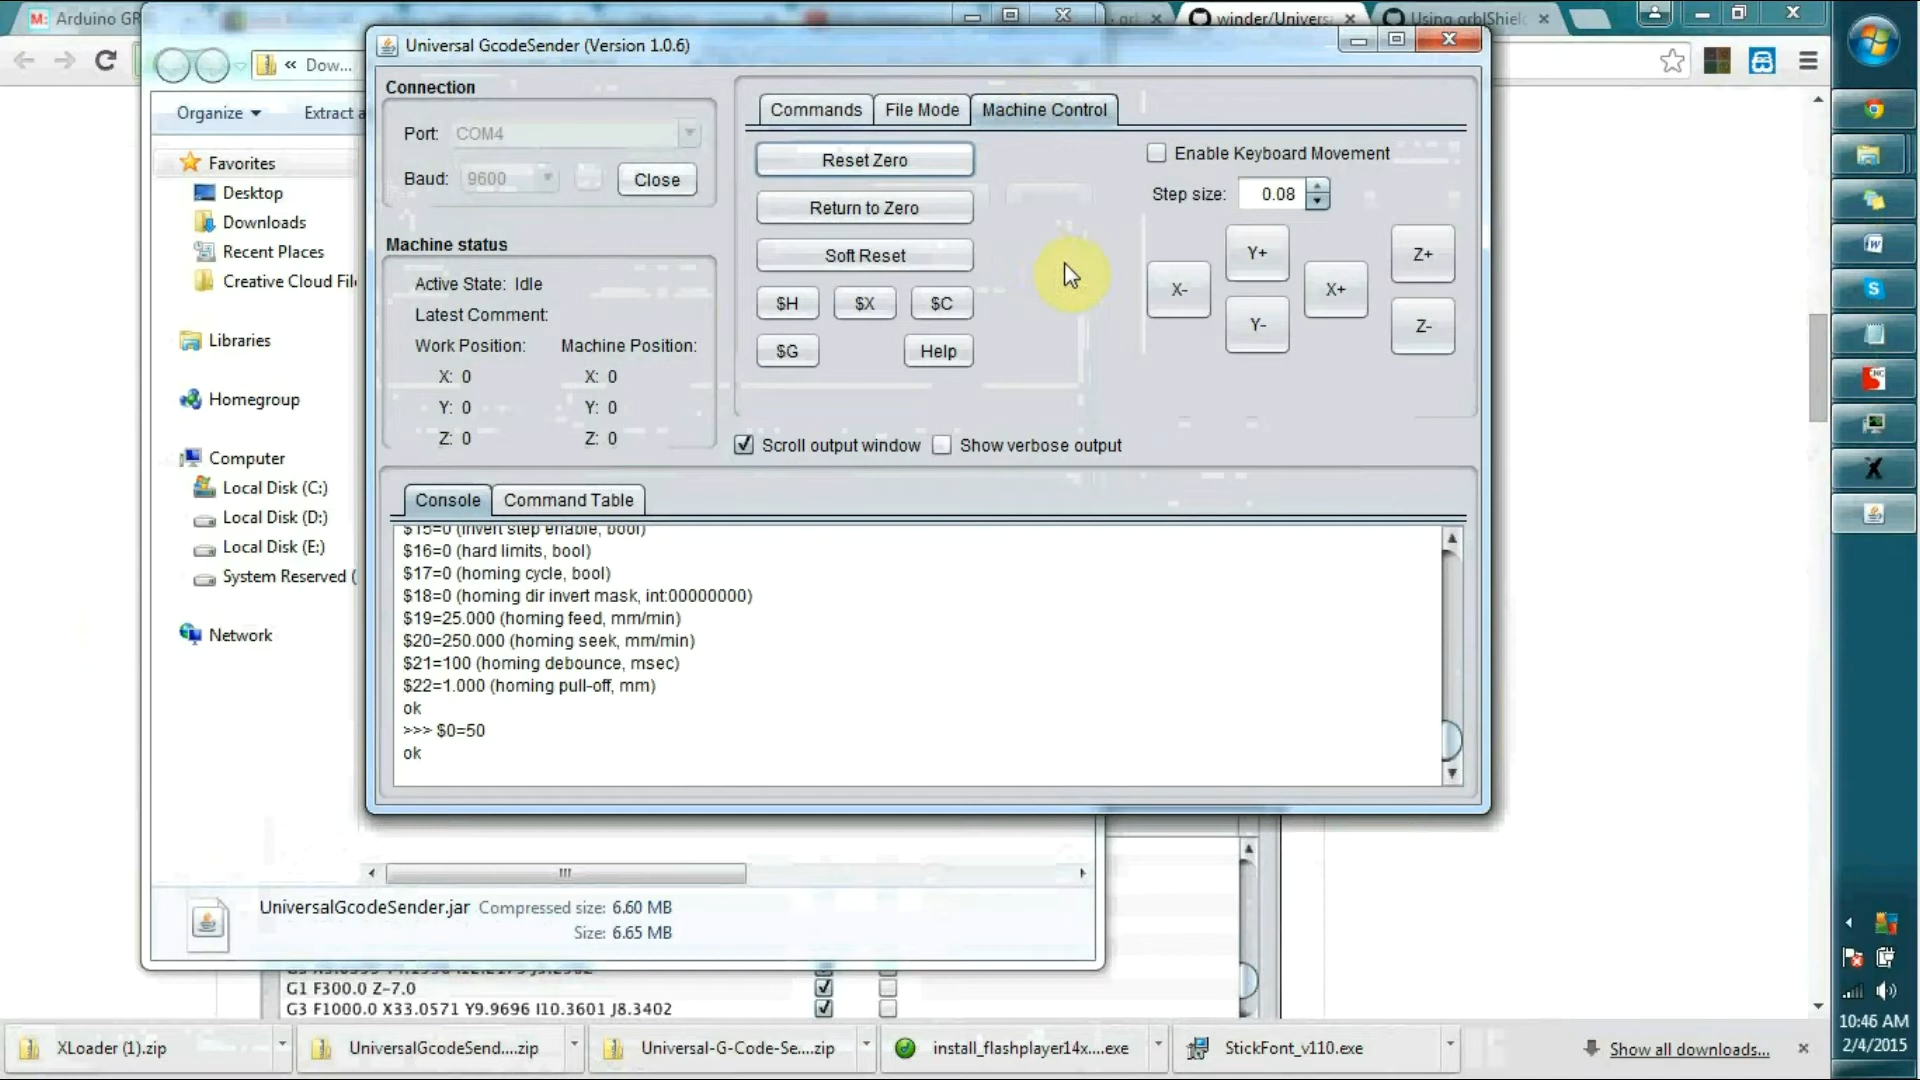 Arduino GR
winder/Univers
Using grblShiel
Dow...
Universal GcodeSender (Version 1.0.6)
Organize
Extract a
Favorites
Desktop
Downloads
Recent Places
Creative Cloud File
Libraries
Homegroup
Computer
Local Disk (C:)
Local Disk (D:)
Local Disk (E:)
System Reserved (
Network
Connection
Port: COM4
Baud: 9600
Close
Machine status
Active State: Idle
Latest Comment:
Work Position: Machine Position:
X: 0 X: 0
Y: 0 Y: 0
Z: 0 Z: 0
Commands File Mode Machine Control
Reset Zero
Return to Zero
Soft Reset
$H $X $C
$G Help
Enable Keyboard Movement
Step size: 0.08
Y+
X- X+
Y-
Z+
Z-
Scroll output window Show verbose output
Console Command Table
$15=0 (invert step enable, bool)
$16=0 (hard limits, bool)
$17=0 (homing cycle, bool)
$18=0 (homing dir invert mask, int:00000000)
$19=25.000 (homing feed, mm/min)
$20=250.000 (homing seek, mm/min)
$21=100 (homing debounce, msec)
$22=1.000 (homing pull-off, mm)
ok
>>> $0=50
ok
UniversalGcodeSender.jar Compressed size: 6.60 MB
Size: 6.65 MB
G1 F300.0 Z-7.0
G3 F1000.0 X33.0571 Y9.9696 I10.3601 J8.3402
XLoader (1).zip
UniversalGcodeSend....zip
Universal-G-Code-Se....zip
install_flashplayer14x....exe
StickFont_v110.exe
Show all downloads...
10:46 AM
2/4/2015